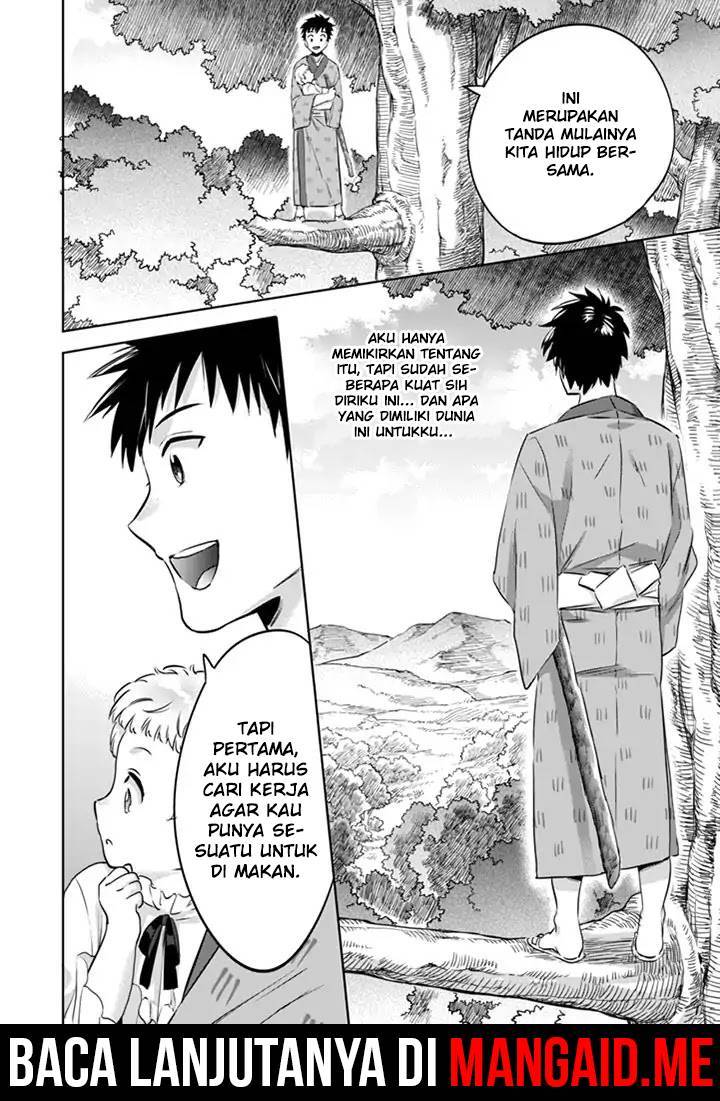 INI
MERUPAKAN
TANDA MULAINYA
KITA HIDUP BER-
SAMA.
AKU HANYA
MEMIKIRKAN TENTANG
ITU, TAPI SUDAH SE-
BERAPA KUAT SIH
DIRIKU INI... DAN APA
YANG DIMILIKI DUNIA
INI UNTUKKU...
TAPI
PERTAMA,
AKU HARUS
CARI KERJA
AGAR KAU
PUNYA SE-
SUATU UNTUK
DI MAKAN.
BACA LANJUTANYA DI MANGAID.ME